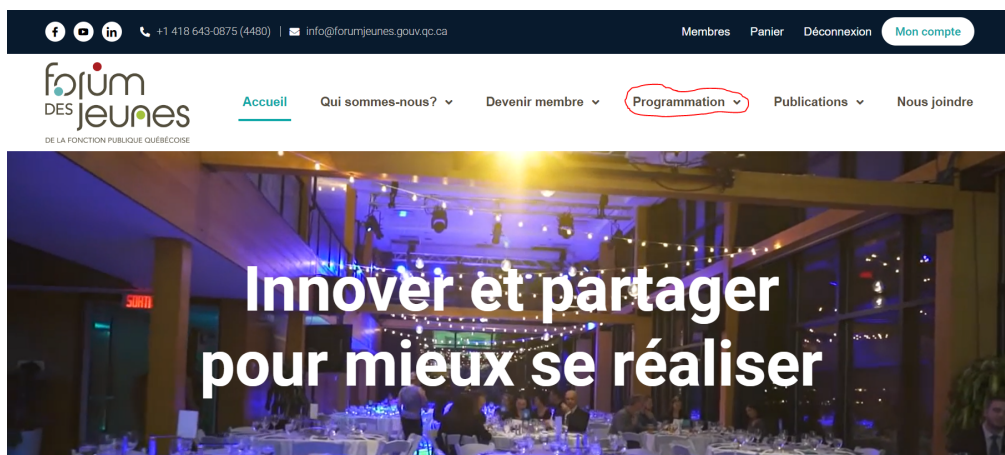 +1 418 643-0875 (4480) | info@forumjeunes.gouv.qc.ca Membres Panier Déconnexion Mon compte
forum
DES jeunes
DE LA FONCTION PUBLIQUE QUÉBÉCOISE
Accueil Qui sommes-nous? Devenir membre Programmation Publications Nous joindre
SORTIE
Innover et partager
pour mieux se réaliser